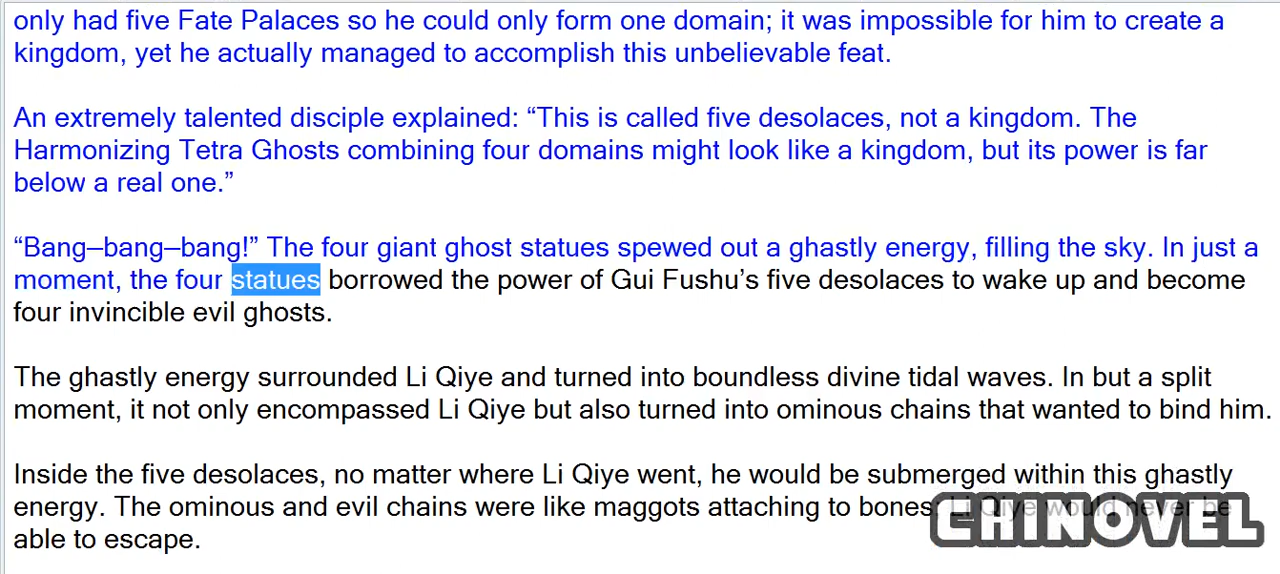 only had five Fate Palaces so he could only form one domain; it was impossible for him to create a
kingdom, yet he actually managed to accomplish this unbelievable feat.
An extremely talented disciple explained: “This is called five desolaces, not a kingdom. The
Harmonizing Tetra Ghosts combining four domains might look like a kingdom, but its power is far
below a real one.”
“Bang—bang—bang!” The four giant ghost statues spewed out a ghastly energy, filling the sky. In just a
moment, the four statues borrowed the power of Gui Fushu’s five desolaces to wake up and become
four invincible evil ghosts.
The ghastly energy surrounded Li Qiye and turned into boundless divine tidal waves. In but a split
moment, it not only encompassed Li Qiye but also turned into ominous chains that wanted to bind him.
Inside the five desolaces, no matter where Li Qiye went, he would be submerged within this ghastly
energy. The ominous and evil chains were like maggots attaching to bones; Li Qiye would never be
able to escape.
CHINOVEL